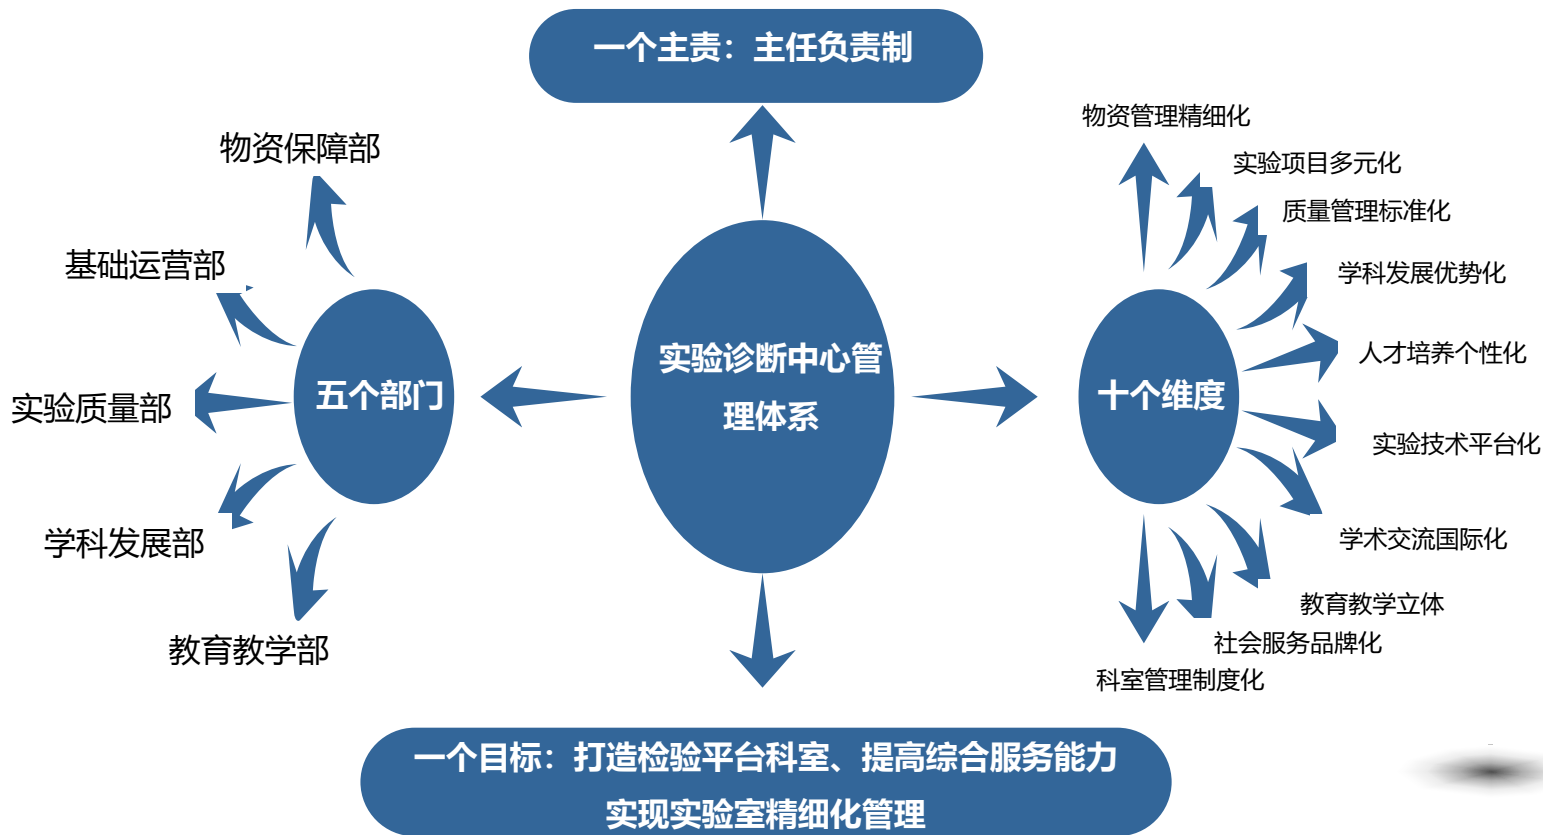 一个主责：主任负责制
物资保障部
基础运营部
实验质量部
学科发展部
教育教学部
五个部门
实验诊断中心管
理体系
十个维度
物资管理精细化
实验项目多元化
质量管理标准化
学科发展优势化
人才培养个性化
实验技术平台化
学术交流国际化
教育教学立体
社会服务品牌化
科室管理制度化
一个目标：打造检验平台科室、提高综合服务能力
实现实验室精细化管理